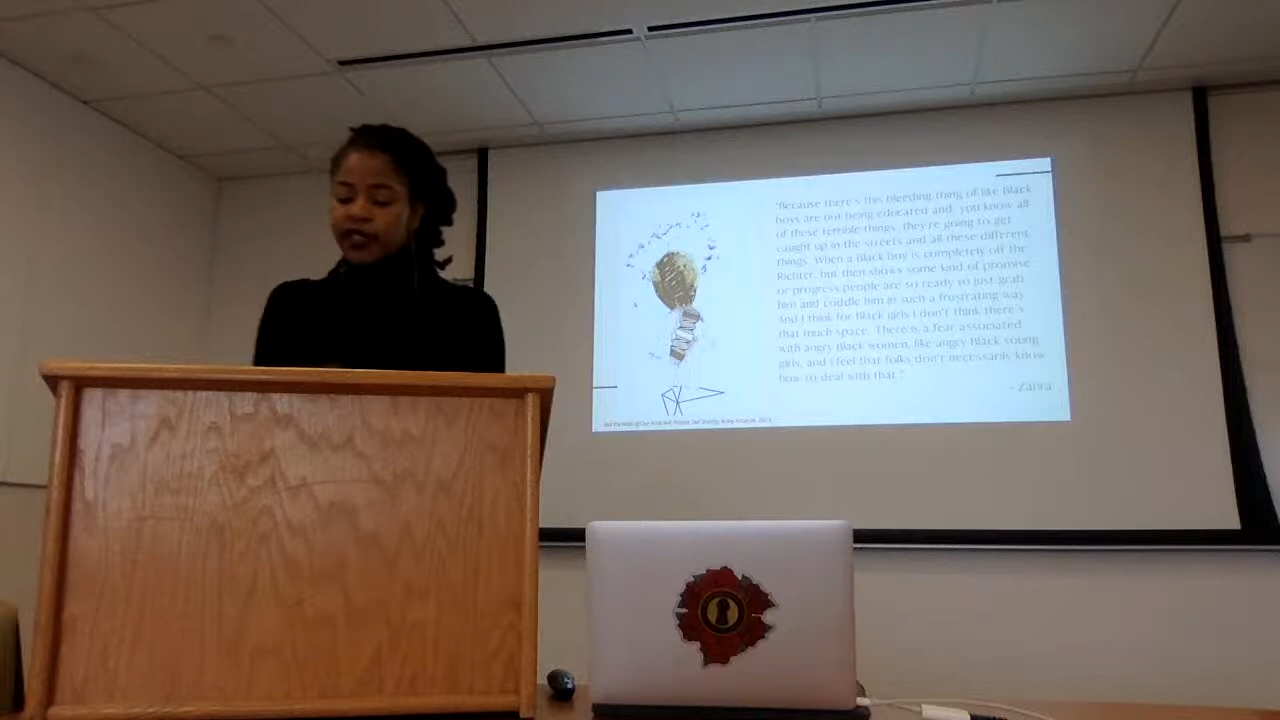 "Because there's this bleeding thing of like Black
boys are not being educated and, you know all
of these terrible things, they're going to get
caught up in the streets and all these different
things. When a Black boy is completely off the
Richter, but then shows some kind of promise
or progress people are so ready to just graft
him and coddle him in such a frustrating way
And I think for Black girls I don't think there's
that much space. There is a fear associated
with angry Black women, like angry Black young
girls, and I feel that folks don't necessarily know
how to deal with that."